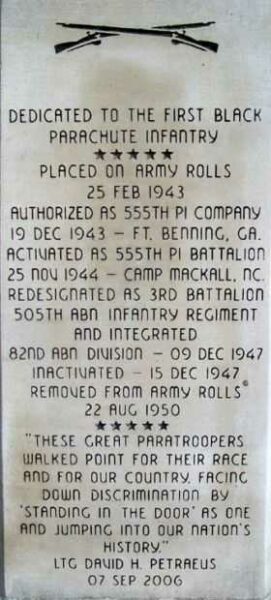 DEDICATED TO THE FIRST BLACK
PARACHUTE INFANTRY
★★★★★
PLACED ON ARMY ROLLS
25 FEB 1943
AUTHORIZED AS 555TH PI COMPANY
19 DEC 1943 – FT. BENNING, GA.
ACTIVATED AS 555TH PI BATTALION
25 NOV 1944 – CAMP MACKALL, NC.
REDESIGNATED AS 3RD BATTALION
505TH ABN INFANTRY REGIMENT
AND INTEGRATED
82ND ABN DIVISION – 09 DEC 1947
INACTIVATED – 15 DEC 1947
REMOVED FROM ARMY ROLLS
22 AUG 1950
★★★★★
"THESE GREAT PARATROOPERS
WALKED POINT FOR THEIR RACE
AND FOR OUR COUNTRY, FACING
DOWN DISCRIMINATION BY
'STANDING IN THE DOOR' AS ONE
AND JUMPING INTO OUR NATION'S
HISTORY."
LTG DAVID H. PETRAEUS
07 SEP 2006